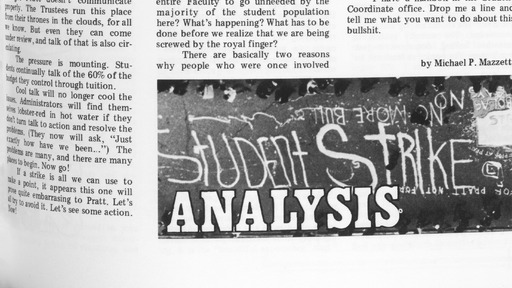 doesn't communicate
properly. The Trustees run this place
from their thrones in the clouds, for all
we know. But even they can come
under review, and talk of that is also cir-
culating.
The pressure is mounting. Stu-
dents continually talk of the 60% of the
budget they control through tuition.
Cool talk will no longer cool the
issues. Administrators will find them-
selves lobster-ed in hot water if they
don't turn talk to action and resolve the
problems. (They now will ask, "Just
exactly how have we been...") The
problems are many, and there are many
places to begin. Now go!
If a strike is all we can use to
make a point, it appears this one will
prove quite embarrasing to Pratt. Let's
all try to avoid it. Let's see some action.
Now!
entire Faculty to go unheeded by the
majority of the student population
here? What's happening? What has to be
done before we realize that we are being
screwed by the royal finger?
There are basically two reasons
why people who were once involved
Coordinate office. Drop me a line and
tell me what you want to do about this
bullshit.
by Michael P. Mazzett
NO MORE BULL
NO
STUDENT STRIKE
FOR PRATT NOT FOR
ANALYSIS